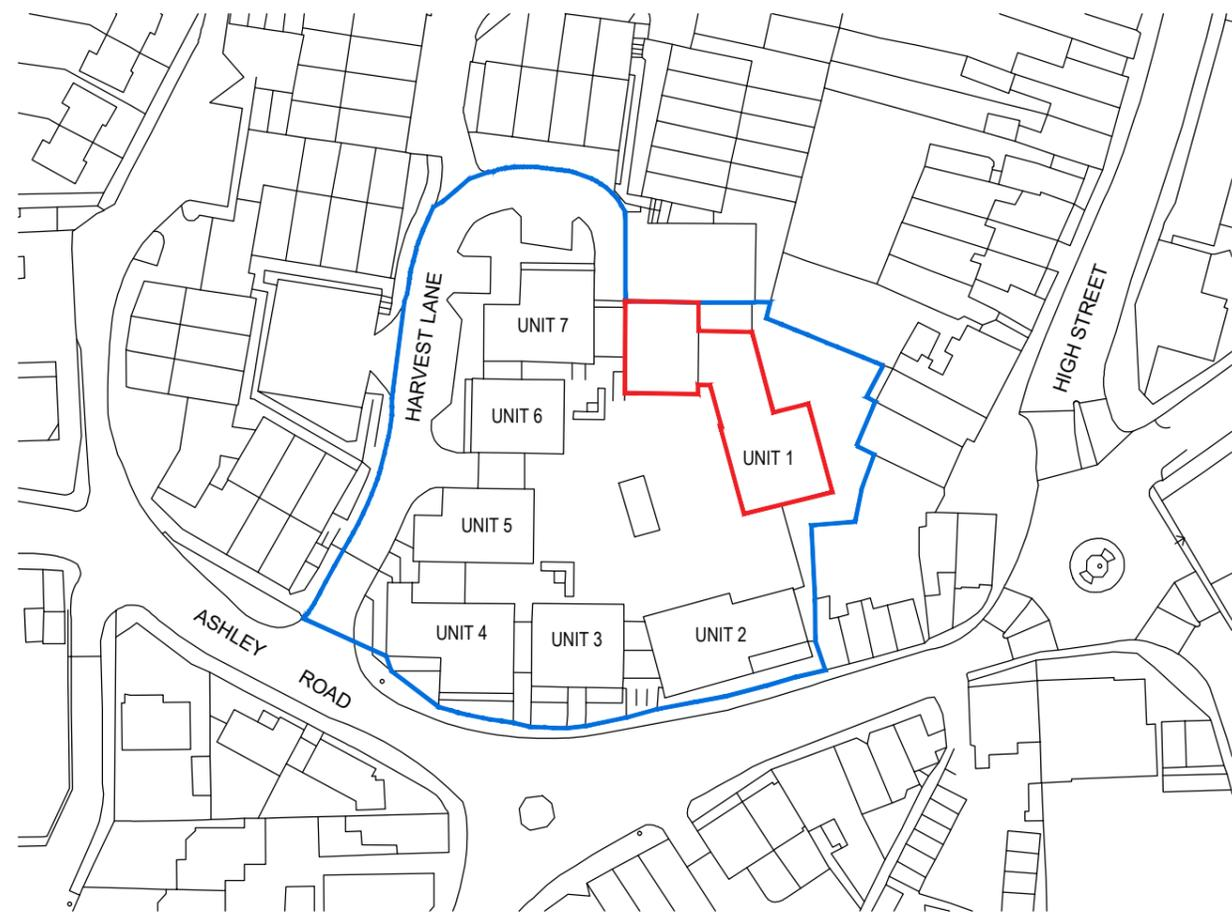 HIGH STREET
HARVEST LANE
UNIT 7
UNIT 6
UNIT 1
UNIT 5
UNIT 4
UNIT 3
UNIT 2
ASHLEY
ROAD